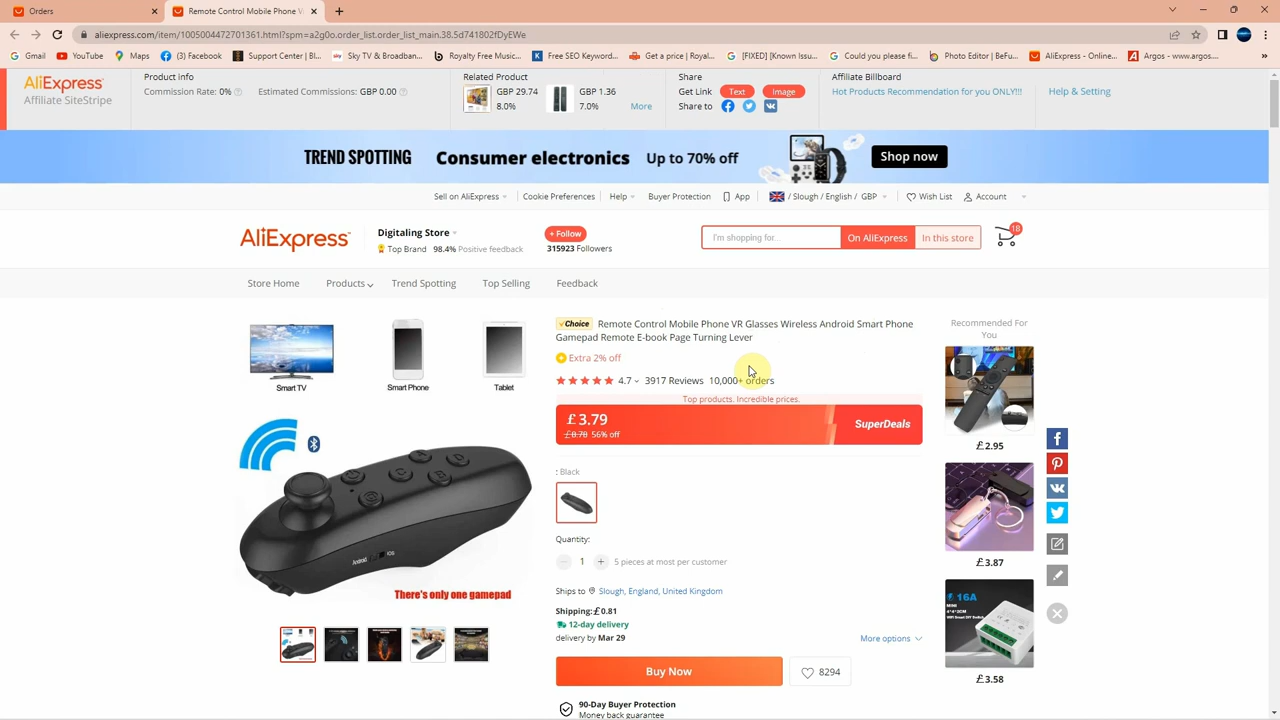 Orders
Remote Control Mobile Phone V
aliexpress.com/item/1005004472701361.html?spm=a2g0o.order_list.order_list_main.38.5d741802fDyEWe
Gmail
YouTube
Maps
(3) Facebook
Support Center | Bl...
Sky TV & Broadban...
Royalty Free Music...
Free SEO Keyword...
Get a price | Royal...
[FIXED] [Known Issu...
Could you please fi...
Photo Editor | BeFu...
AliExpress - Online...
Argos - www.argos....
»
AliExpress
Affiliate SiteStripe
Product info
Commission Rate: 0%
Estimated Commissions: GBP 0.00
Related Product
GBP 29.74
8.0%
GBP 1.36
7.0%
More
Share
Get Link Text Image
Share to
Affiliate Billboard
Hot Products Recommendation for you ONLY!!!
Help & Setting
TREND SPOTTING Consumer electronics Up to 70% off Shop now
Sell on AliExpress
Cookie Preferences
Help
Buyer Protection
App
/ Slough / English / GBP
Wish List
Account
AliExpress
Digitaling Store
Top Brand 98.4% Positive feedback
+ Follow
315923 Followers
I'm shopping for...
On AliExpress
In this store
18
Store Home
Products
Trend Spotting
Top Selling
Feedback
Smart TV
Smart Phone
Tablet
A
D
C
B
Android
iOS
There's only one gamepad
Choice Remote Control Mobile Phone VR Glasses Wireless Android Smart Phone
Gamepad Remote E-book Page Turning Lever
Extra 2% off
4.7 3917 Reviews 10,000+ orders
Top products. Incredible prices.
£3.79
£8.78 56% off
SuperDeals
: Black
Quantity:
1
5 pieces at most per customer
Ships to Slough, England, United Kingdom
Shipping: £0.81
12-day delivery
delivery by Mar 29
More options
Buy Now
8294
90-Day Buyer Protection
Money back guarantee
Recommended For
You
£2.95
£3.87
16A
MINI
£3.58